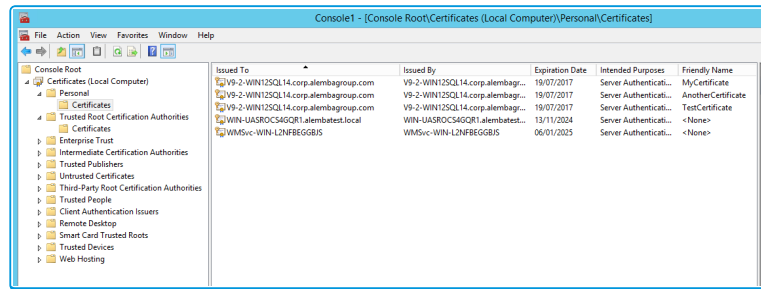 Console1 - [Console Root\Certificates (Local Computer)\Personal\Certificates]
File Action View Favorites Window Help
Console Root
Certificates (Local Computer)
Personal
Certificates
Trusted Root Certification Authorities
Certificates
Enterprise Trust
Intermediate Certification Authorities
Trusted Publishers
Untrusted Certificates
Third-Party Root Certification Authorities
Trusted People
Client Authentication Issuers
Remote Desktop
Smart Card Trusted Roots
Trusted Devices
Web Hosting
Issued To Issued By Expiration Date Intended Purposes Friendly Name
V9-2-WIN12SQL14.corp.alembagroup.com V9-2-WIN12SQL14.corp.alembagr... 19/07/2017 Server Authenticati... MyCertificate
V9-2-WIN12SQL14.corp.alembagroup.com V9-2-WIN12SQL14.corp.alembagr... 19/07/2017 Server Authenticati... AnotherCertificate
V9-2-WIN12SQL14.corp.alembagroup.com V9-2-WIN12SQL14.corp.alembagr... 19/07/2017 Server Authenticati... TestCertificate
WIN-UASROCS4GQR1.alembatest.local WIN-UASROCS4GQR1.alembatest... 13/11/2024 Server Authenticati... <None>
WMSvc-WIN-L2NFBEGGBJS WMSvc-WIN-L2NFBEGGBJS 06/01/2025 Server Authenticati... <None>